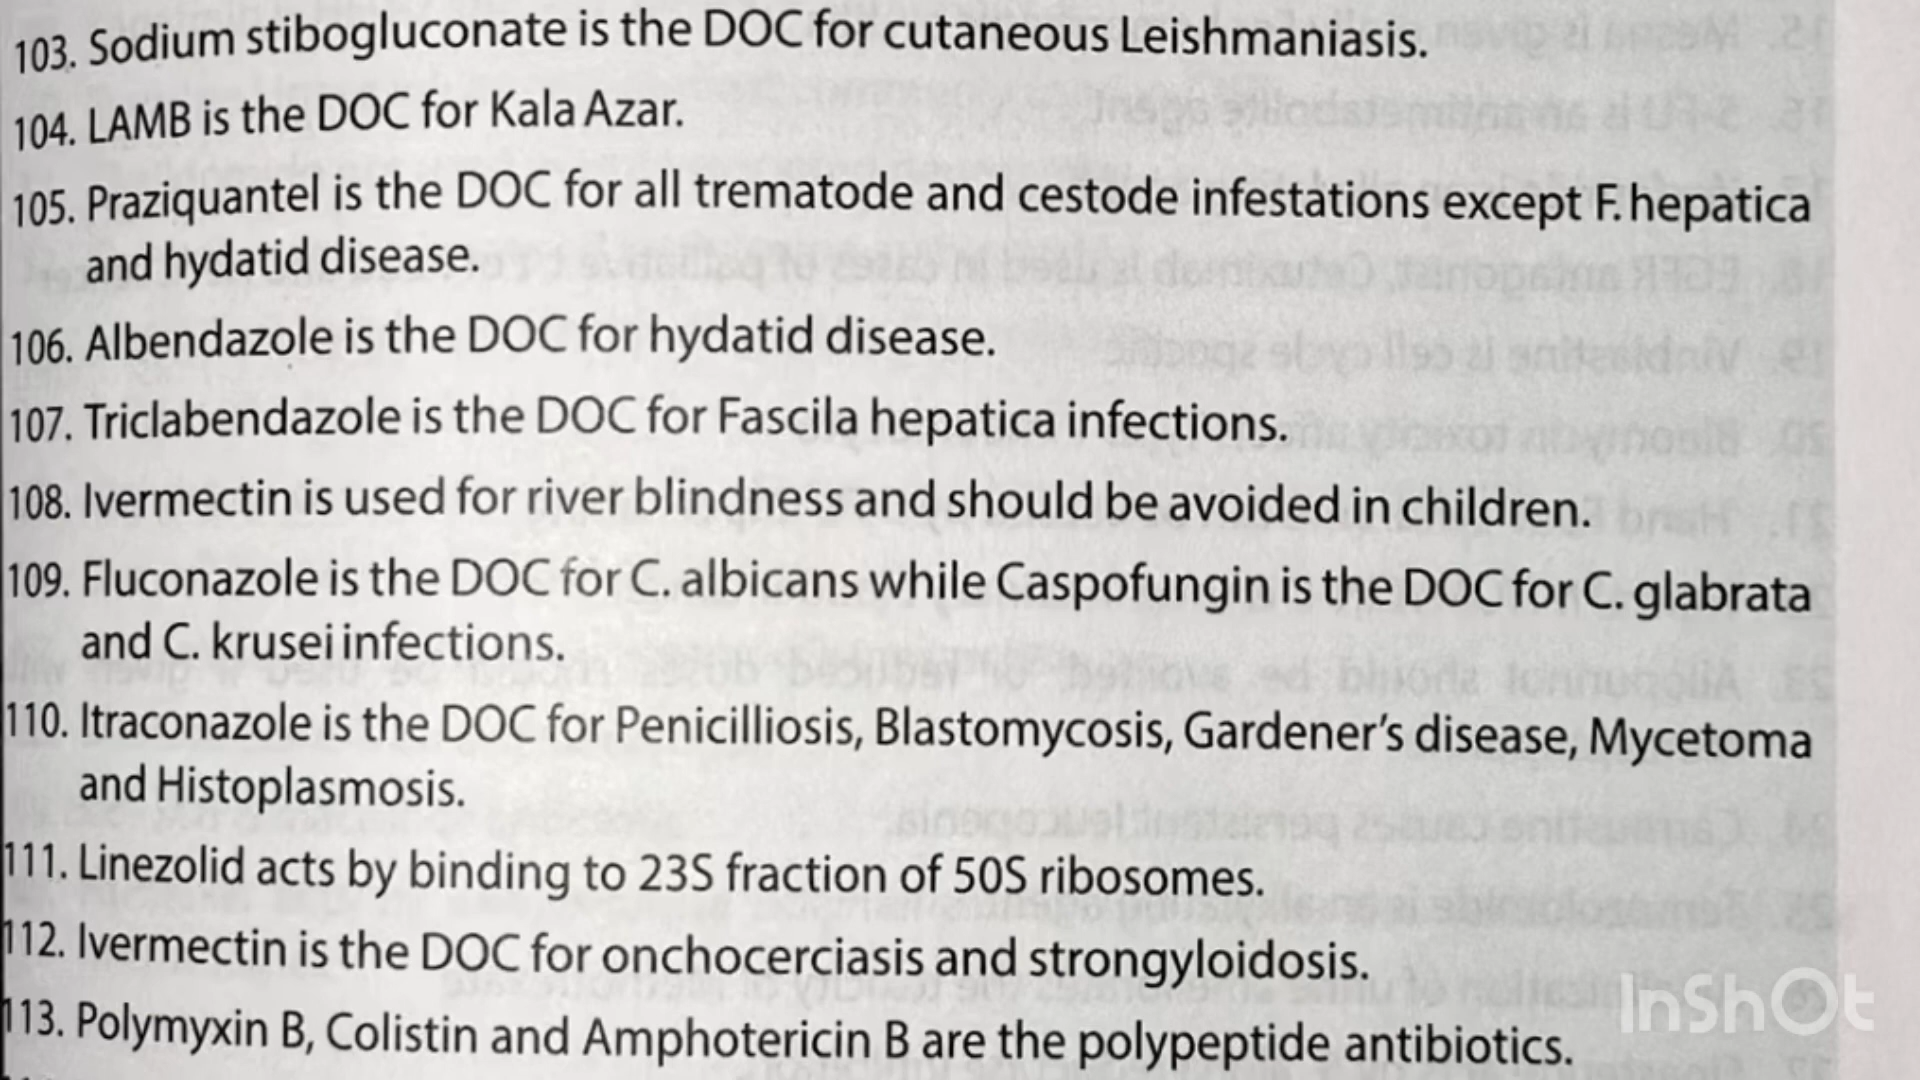 103. Sodium stibogluconate is the DOC for cutaneous Leishmaniasis.
104. LAMB is the DOC for Kala Azar.
105. Praziquantel is the DOC for all trematode and cestode infestations except F. hepatica
and hydatid disease.
106. Albendazole is the DOC for hydatid disease.
107. Triclabendazole is the DOC for Fascila hepatica infections.
108. Ivermectin is used for river blindness and should be avoided in children.
109. Fluconazole is the DOC for C. albicans while Caspofungin is the DOC for C. glabrata
and C. krusei infections.
110. Itraconazole is the DOC for Penicilliosis, Blastomycosis, Gardener's disease, Mycetoma
and Histoplasmosis.
111. Linezolid acts by binding to 23S fraction of 50S ribosomes.
112. Ivermectin is the DOC for onchocerciasis and strongyloidosis.
113. Polymyxin B, Colistin and Amphotericin B are the polypeptide antibiotics.
InShOt